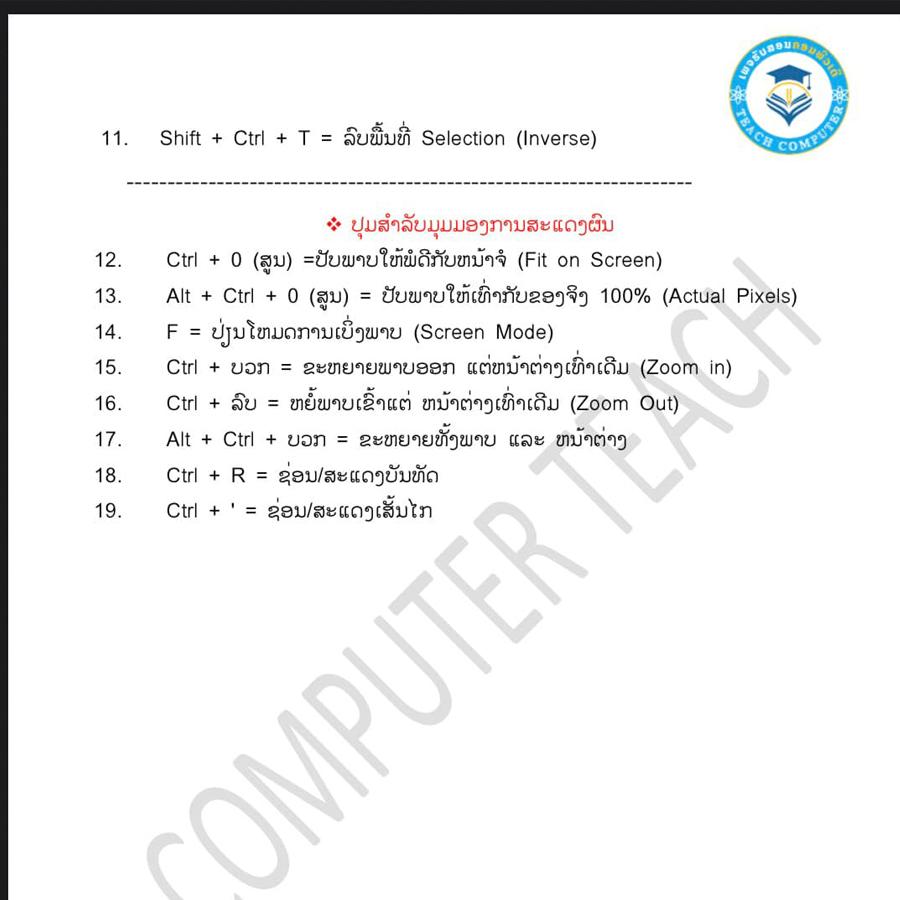 ເພຈຮັບສອນຄອມພິວເຕີ
TEACH COMPUTER
11. Shift + Ctrl + T = ລົບພື້ນທີ່ Selection (Inverse)
----------------------------------------------------------------------
❖ ປຸມສຳລັບມຸມມອງການສະແດງຜົນ
12. Ctrl + 0 (ສູນ) =ປັບພາບໃຫ້ພໍດີກັບຫນ້າຈໍ (Fit on Screen)
13. Alt + Ctrl + 0 (ສູນ) = ປັບພາບໃຫ້ເທົ່າກັບຂອງຈິງ 100% (Actual Pixels)
14. F = ປ່ຽນໂຫມດການເບິ່ງພາບ (Screen Mode)
15. Ctrl + ບວກ = ຂະຫຍາຍພາບອອກ ແຕ່ຫນ້າຕ່າງເທົ່າເດີມ (Zoom in)
16. Ctrl + ລົບ = ຫຍໍ້ພາບເຂົ້າແຕ່ ຫນ້າຕ່າງເທົ່າເດີມ (Zoom Out)
17. Alt + Ctrl + ບວກ = ຂະຫຍາຍທັ້ງພາບ ແລະ ຫນ້າຕ່າງ
18. Ctrl + R = ຊ່ອນ/ສະແດງບັນທັດ
19. Ctrl + ' = ຊ່ອນ/ສະແດງເສັ້ນໄກ
COMPUTER TEACH